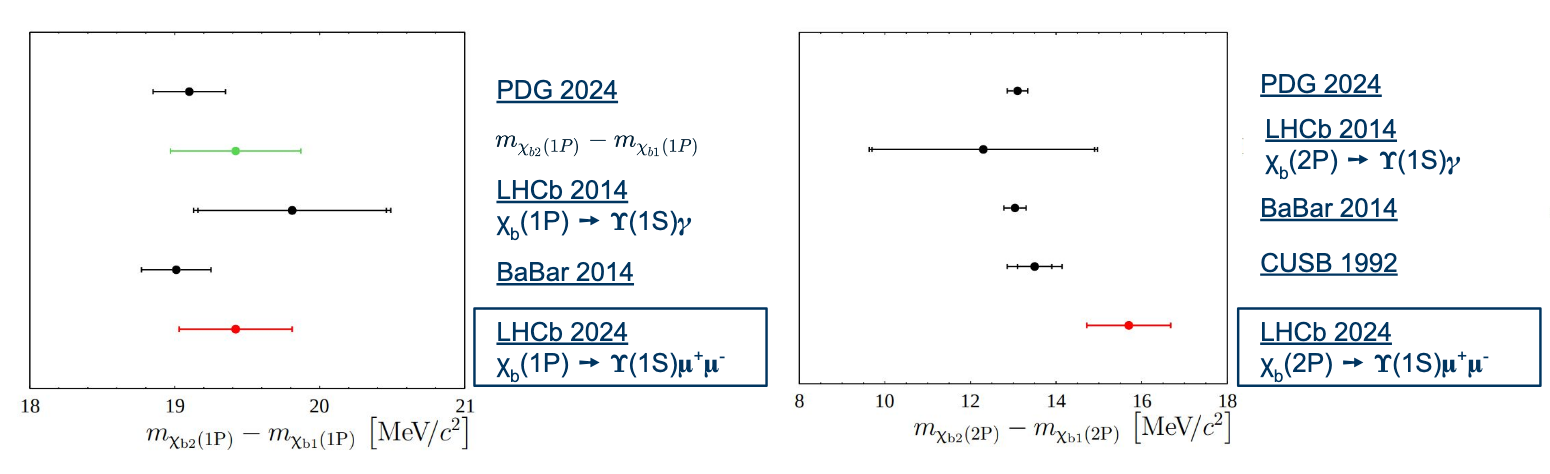 PDG 2024
m_{χ_{b2}(1P)} − m_{χ_{b1}(1P)}
LHCb 2014
χ_b(1P) → Υ(1S)γ
BaBar 2014
LHCb 2024
χ_b(1P) → Υ(1S)μ⁺μ⁻
18 19 20 21
m_{χ_{b2}(1P)} − m_{χ_{b1}(1P)} [MeV/c²]
PDG 2024
LHCb 2014
χ_b(2P) → Υ(1S)γ
BaBar 2014
CUSB 1992
LHCb 2024
χ_b(2P) → Υ(1S)μ⁺μ⁻
8 10 12 14 16 18
m_{χ_{b2}(2P)} − m_{χ_{b1}(2P)} [MeV/c²]